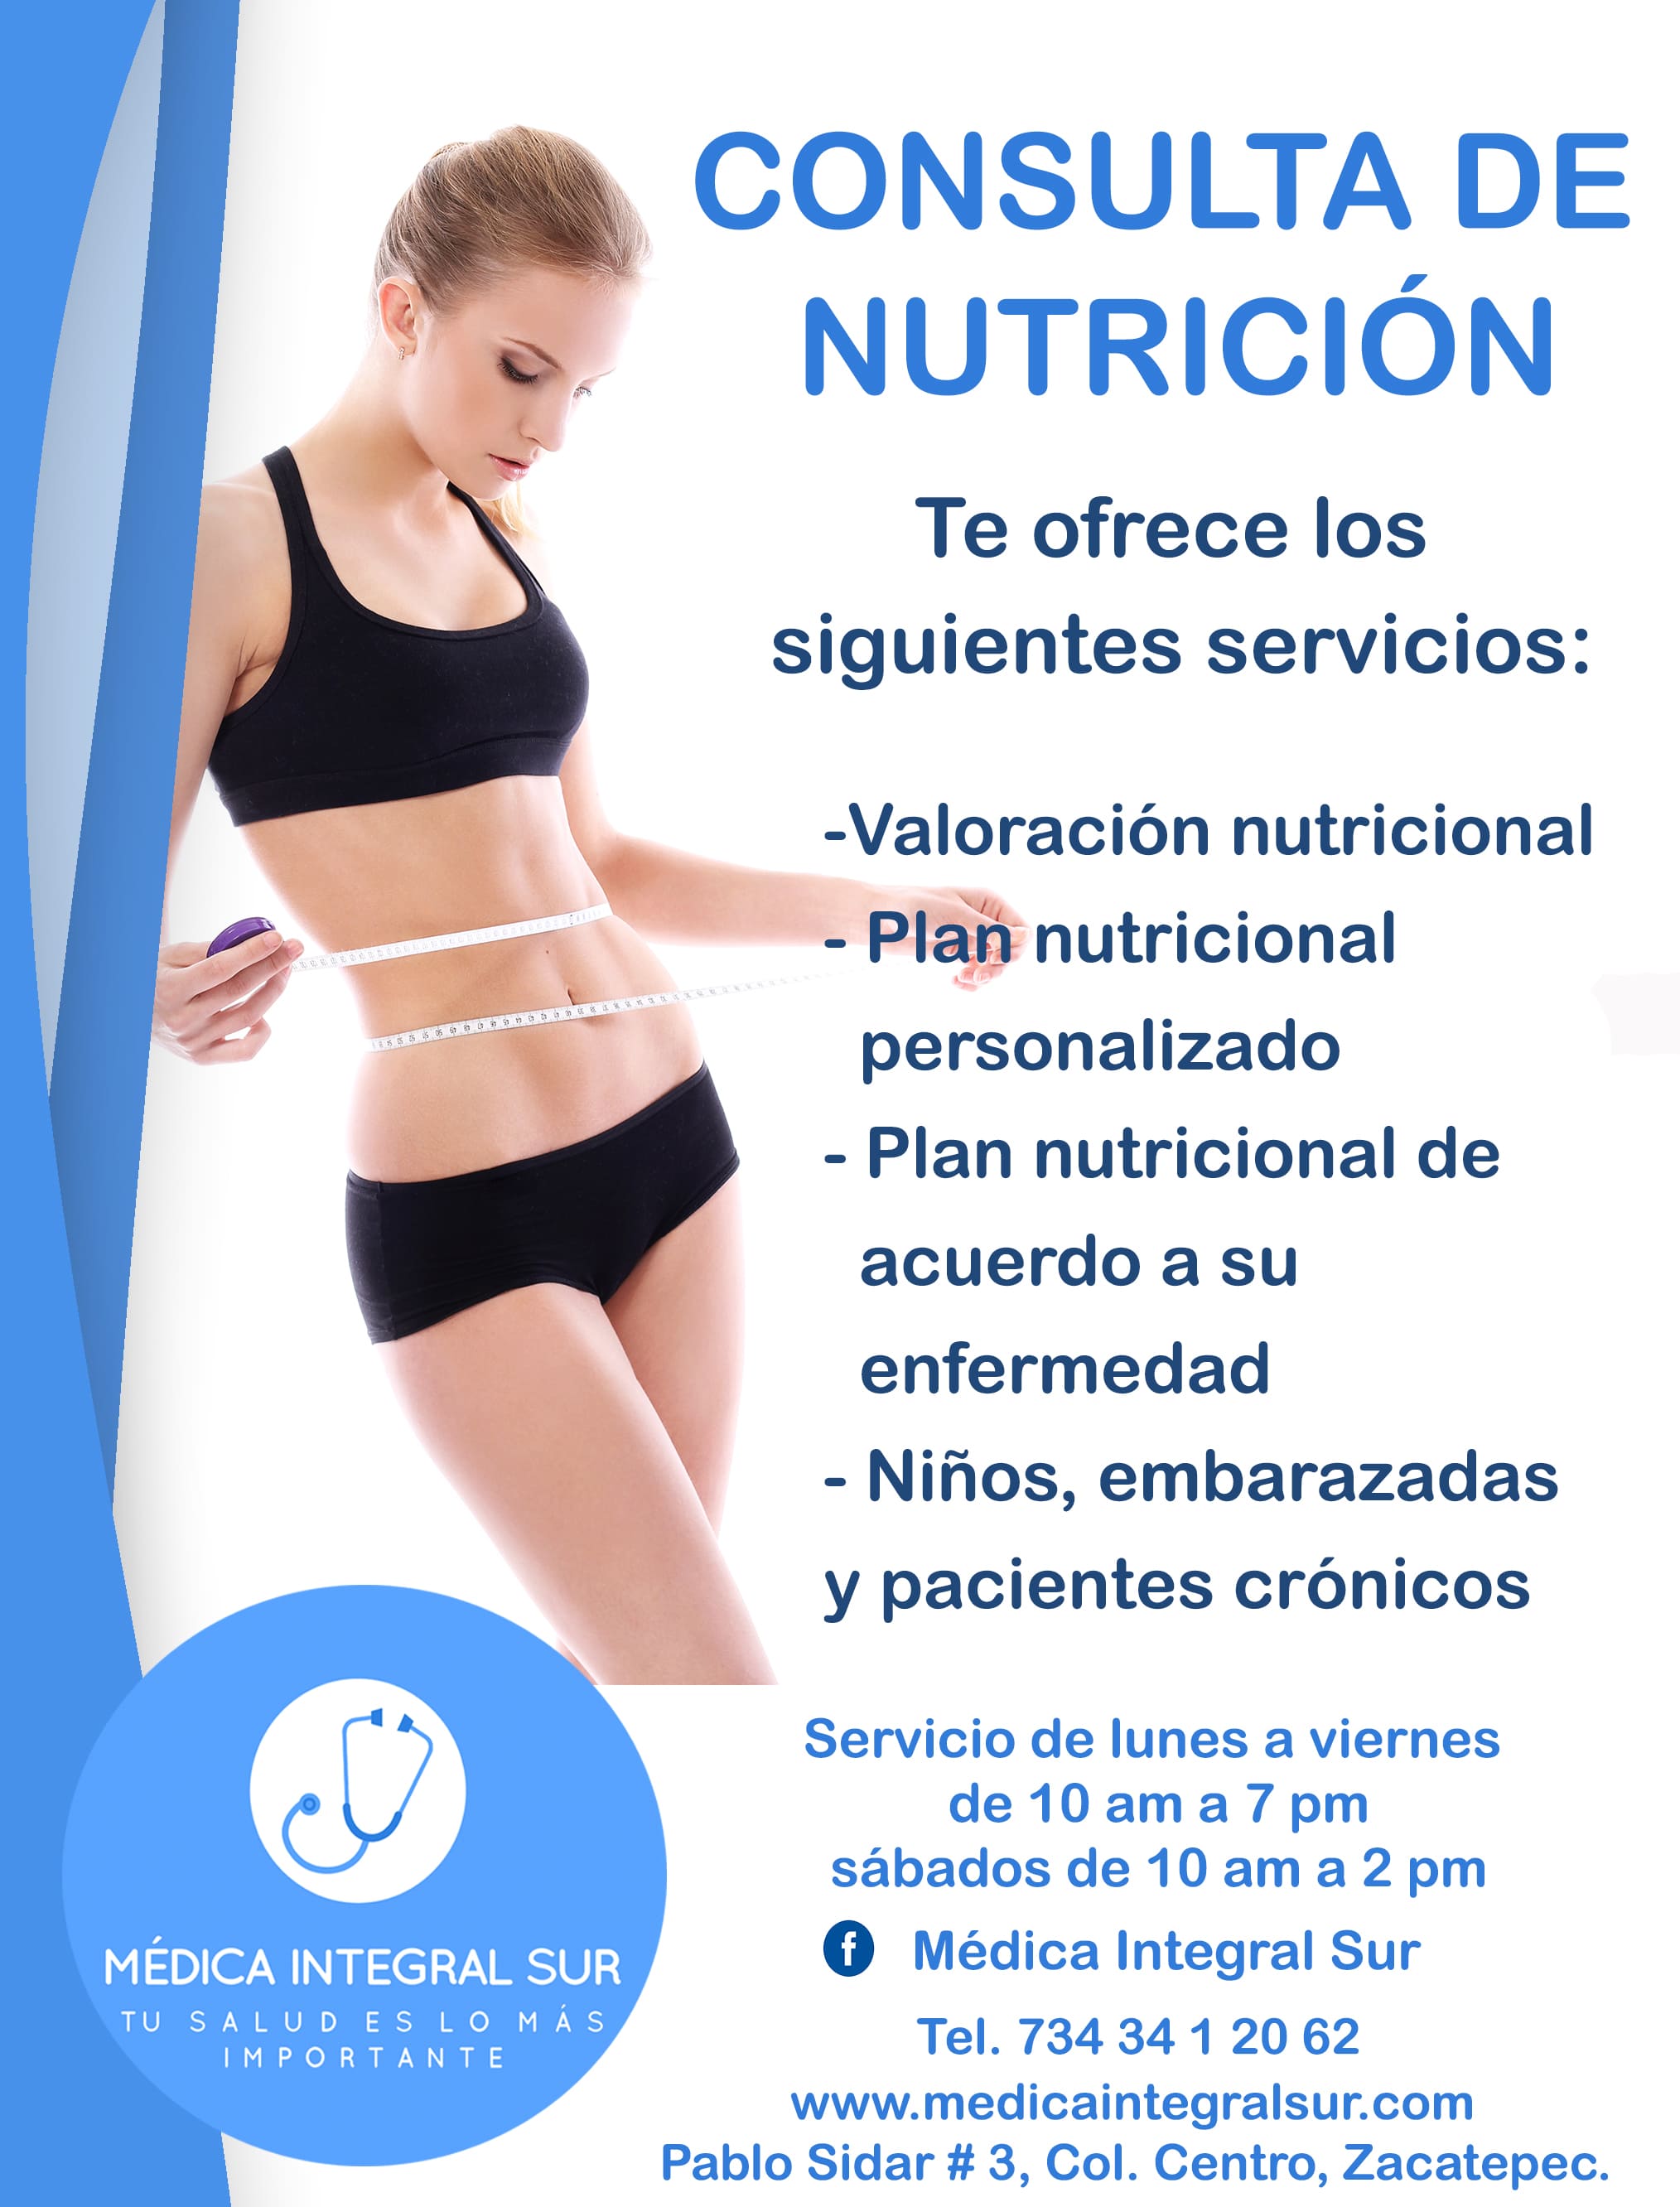 CONSULTA DE
NUTRICIÓN
Te ofrece los
siguientes servicios:
-Valoración nutricional
- Plan nutricional
personalizado
- Plan nutricional de
acuerdo a su
enfermedad
- Niños, embarazadas
y pacientes crónicos
Servicio de lunes a viernes
de 10 am a 7 pm
sábados de 10 am a 2 pm
f Médica Integral Sur
Tel. 734 34 1 20 62
www.medicaintegralsur.com
Pablo Sidar # 3, Col. Centro, Zacatepec.
MÉDICA INTEGRAL SUR
TU SALUD ES LO MÁS
IMPORTANTE